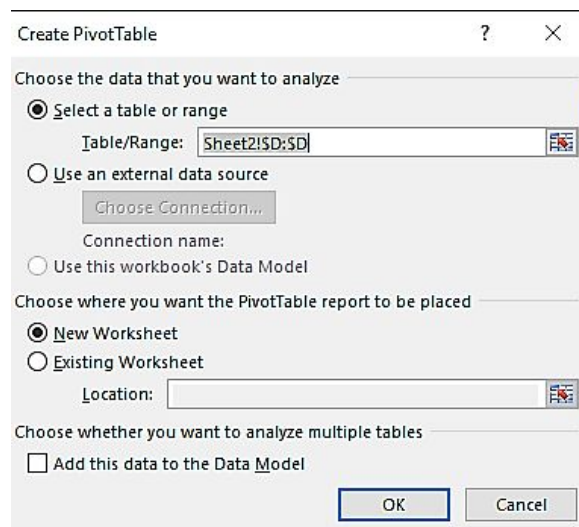 Create PivotTable ? ×
Choose the data that you want to analyze
Select a table or range
Table/Range: Sheet2!$D:$D
Use an external data source
Choose Connection...
Connection name:
Use this workbook's Data Model
Choose where you want the PivotTable report to be placed
New Worksheet
Existing Worksheet
Location:
Choose whether you want to analyze multiple tables
Add this data to the Data Model
OK Cancel